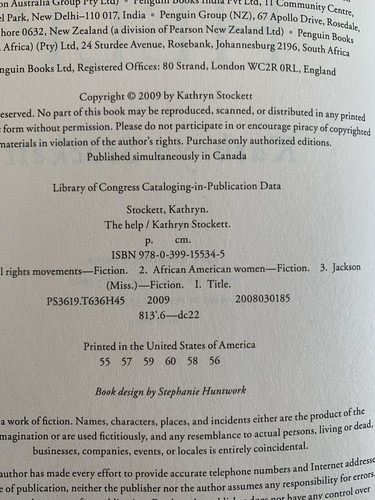 on Australia Group Pty Ltd) • Penguin Books India Pvt Ltd, 11 Community Centre,
el Park, New Delhi–110 017, India • Penguin Group (NZ), 67 Apollo Drive, Rosedale,
hore 0632, New Zealand (a division of Pearson New Zealand Ltd) • Penguin Books
Africa) (Pty) Ltd, 24 Sturdee Avenue, Rosebank, Johannesburg 2196, South Africa
nguin Books Ltd, Registered Offices: 80 Strand, London WC2R 0RL, England
Copyright © 2009 by Kathryn Stockett
eserved. No part of this book may be reproduced, scanned, or distributed in any printed
form without permission. Please do not participate in or encourage piracy of copyrighted
materials in violation of the author's rights. Purchase only authorized editions.
Published simultaneously in Canada
Library of Congress Cataloging-in-Publication Data
Stockett, Kathryn.
The help / Kathryn Stockett.
p. cm.
ISBN 978-0-399-15534-5
l rights movements—Fiction. 2. African American women—Fiction. 3. Jackson
(Miss.)—Fiction. I. Title.
PS3619.T636H45 2009 2008030185
813'.6—dc22
Printed in the United States of America
55 57 59 60 58 56
Book design by Stephanie Huntwork
a work of fiction. Names, characters, places, and incidents either are the product of the
magination or are used fictitiously, and any resemblance to actual persons, living or dead,
businesses, companies, events, or locales is entirely coincidental.
author has made every effort to provide accurate telephone numbers and Internet addresse
e of publication, neither the publisher nor the author assumes any responsibility for errors,
does not have any control over